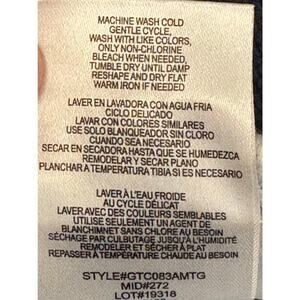 MACHINE WASH COLD
GENTLE CYCLE,
WASH WITH LIKE COLORS,
ONLY NON-CHLORINE
BLEACH WHEN NEEDED,
TUMBLE DRY UNTIL DAMP
RESHAPE AND DRY FLAT
WARM IRON IF NEEDED
LAVER EN LAVADORA CON AGUA FRIA
CICLO DELICADO
LAVAR CON COLORES SIMILARES
USE SOLO BLANQUEADOR SIN CLORO
CUANDO SEA NECESARIO
SECAR EN SECADORA HASTA QUE SE HUMEDEZCA
REMODELAR Y SECAR PLANO
PLANCHAR A TEMPERATURA TIBIA SI ES NECESARIO
LAVER À L'EAU FROIDE
AU CYCLE DÉLICAT
LAVER AVEC DES COULEURS SEMBLABLES
UTILISE SEULEMENT UN AGENT DE
BLANCHIMNET SANS CHLORE AU BESOIN
SÉCHAGE PAR CULBUTAGE JUSQU'À L'HUMIDITÉ
REMODELER ET SÉCHER À PLAT
REPASSER À TEMPÉRATURE CHAUDE AU BESOIN
STYLE#GTC083AMTG
MID#272
LOT#19318